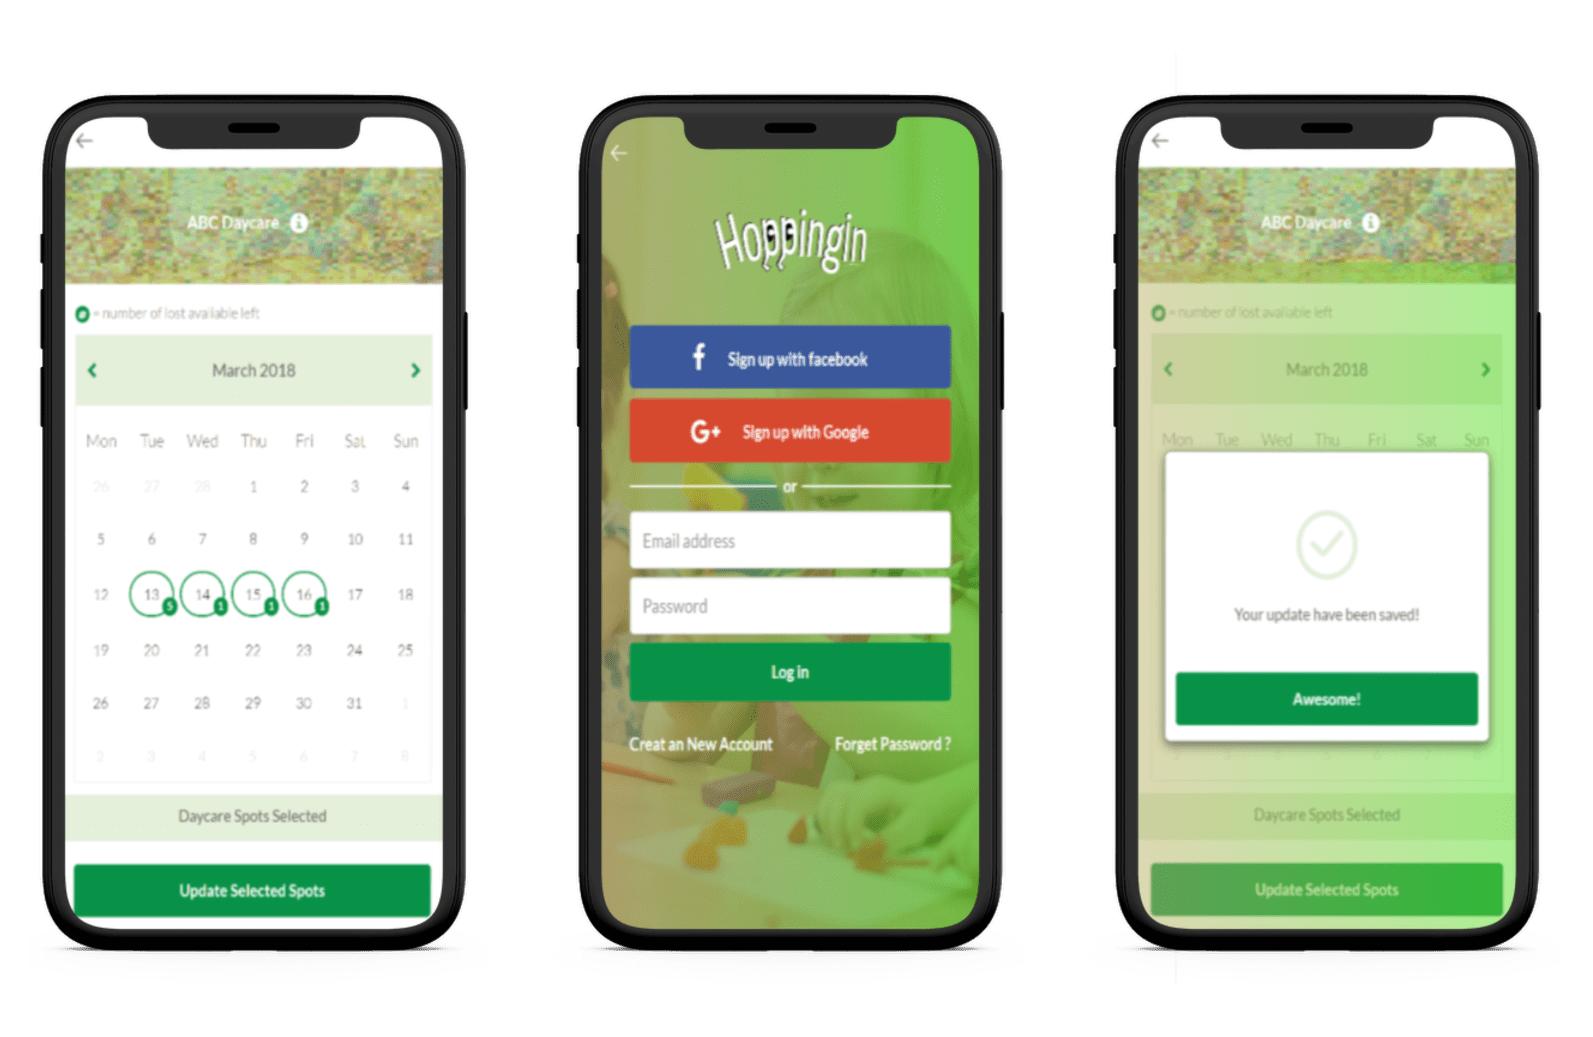 ABC Daycare
= number of lost available left
March 2018
Mon Tue Wed Thu Fri Sat Sun
26 27 28 1 2 3 4
5 6 7 8 9 10 11
12 13 5 14 1 15 1 16 1 17 18
19 20 21 22 23 24 25
26 27 28 29 30 31 1
2 3 4 5 6 7 8
Daycare Spots Selected
Update Selected Spots
Hoppingin
f Sign up with facebook
G+ Sign up with Google
or
Email address
Password
Log in
Creat an New Account Forget Password ?
ABC Daycare
= number of lost available left
March 2018
Mon Tue Wed Thu Fri Sat Sun
Your update have been saved!
Awesome!
Daycare Spots Selected
Update Selected Spots